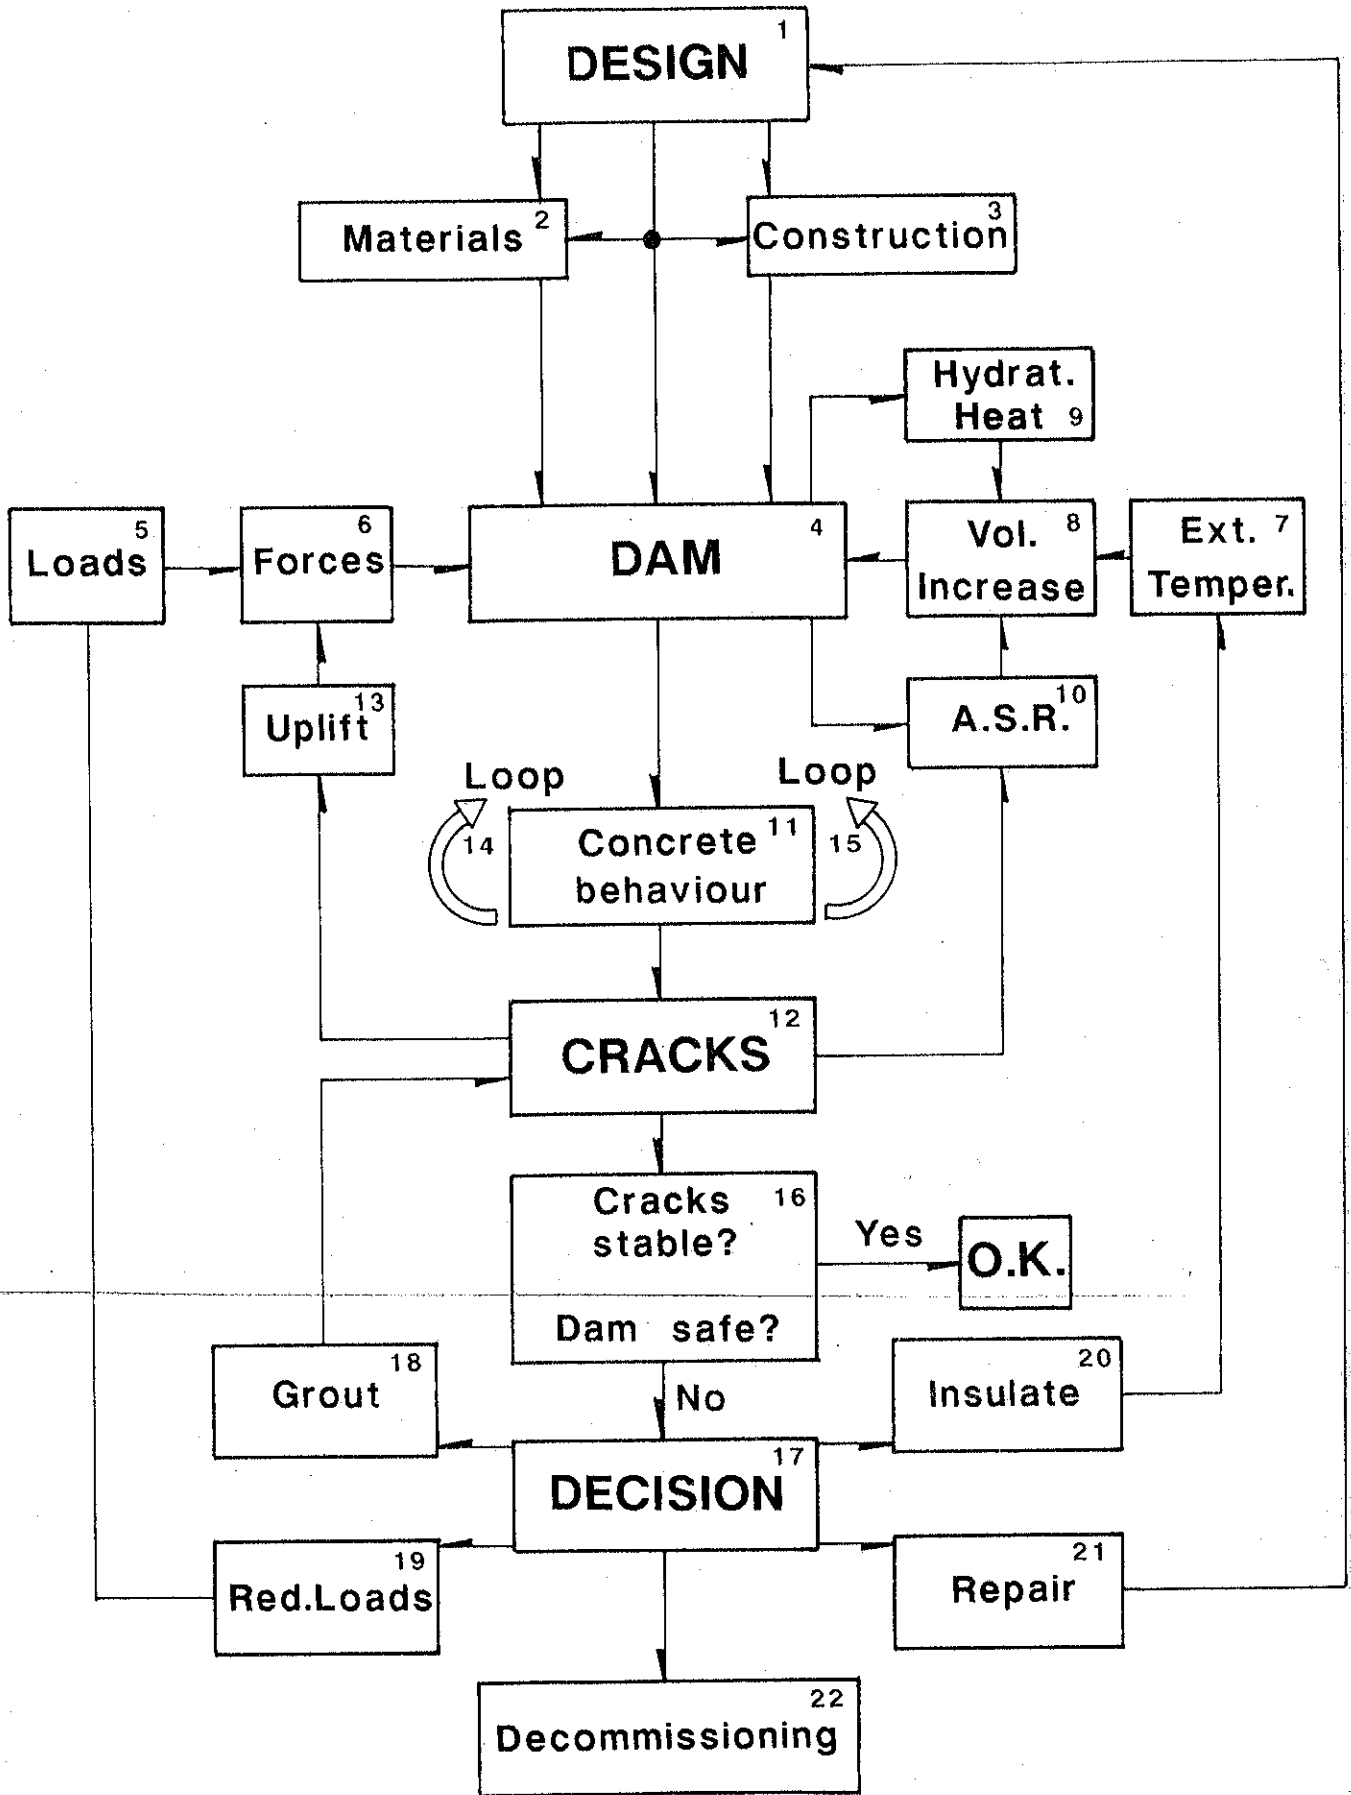 1
DESIGN
2
Materials
3
Construction
Hydrat.
Heat 9
5
Loads
6
Forces
4
DAM
8
Vol.
Increase
Ext. 7
Temper.
13
Uplift
10
A.S.R.
Loop
Loop
14
11
Concrete
behaviour
15
12
CRACKS
Cracks 16
stable?
Dam safe?
Yes
O.K.
18
Grout
No
20
Insulate
17
DECISION
19
Red.Loads
21
Repair
22
Decommissioning